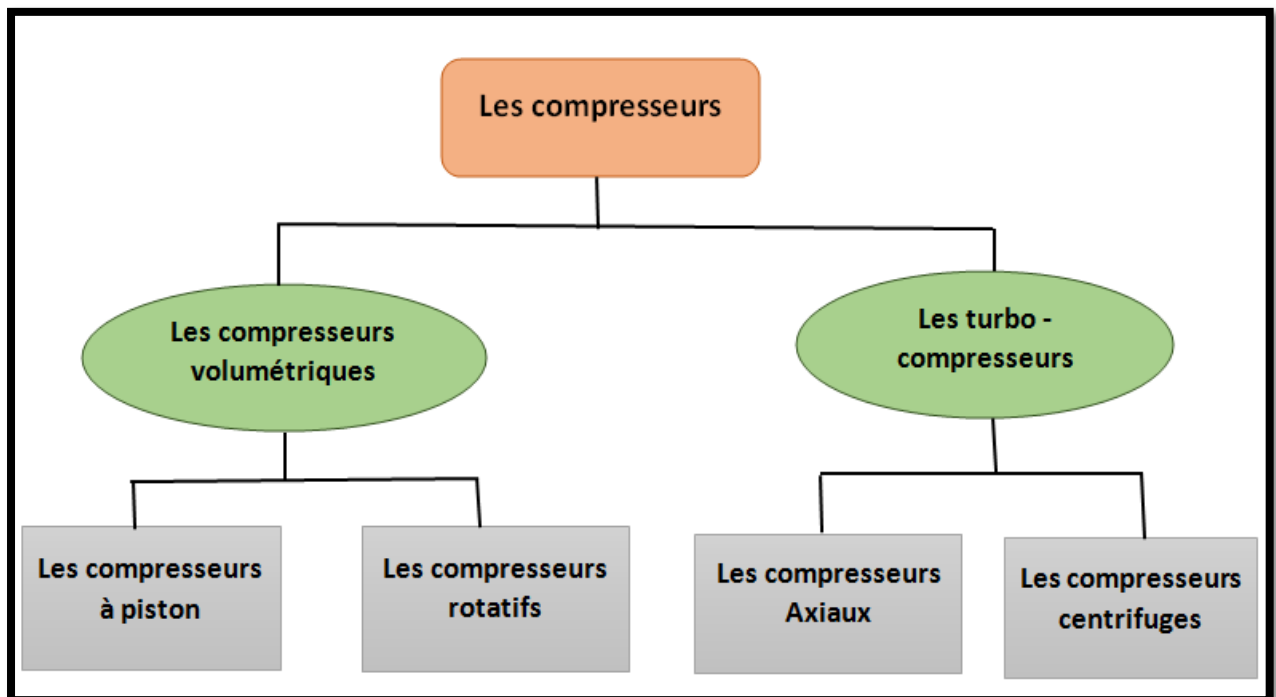 Les compresseurs
Les compresseurs
volumétriques
Les turbo -
compresseurs
Les compresseurs
à piston
Les compresseurs
rotatifs
Les compresseurs
Axiaux
Les compresseurs
centrifuges